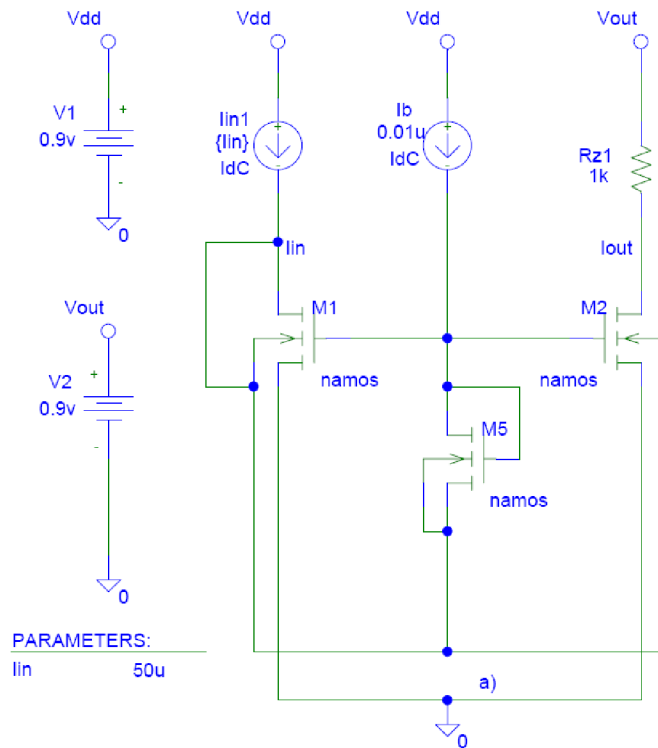 Vdd
Vdd
Vdd
Vout
V1
0.9v
+
-
0
Iin1
{Iin}
IdC
+
-
Ib
0.01u
IdC
+
-
Rz1
1k
Iin
Iout
M1
namos
M2
namos
Vout
V2
0.9v
+
-
0
M5
namos
PARAMETERS:
Iin 50u
a)
0